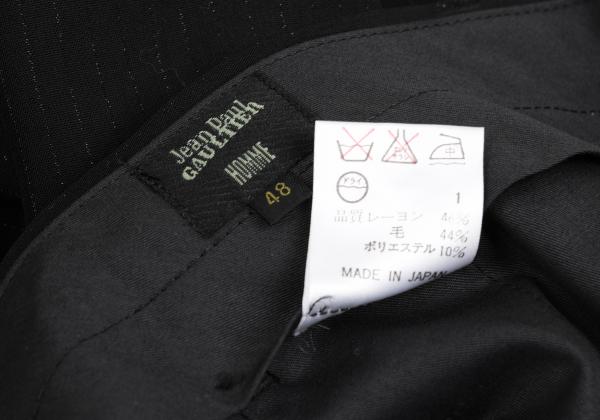 Jean Paul
GAULTIER
HOMME
48
中
ドライ
1
品質 レーヨン 46%
毛 44%
ポリエステル 10%
MADE IN JAPAN